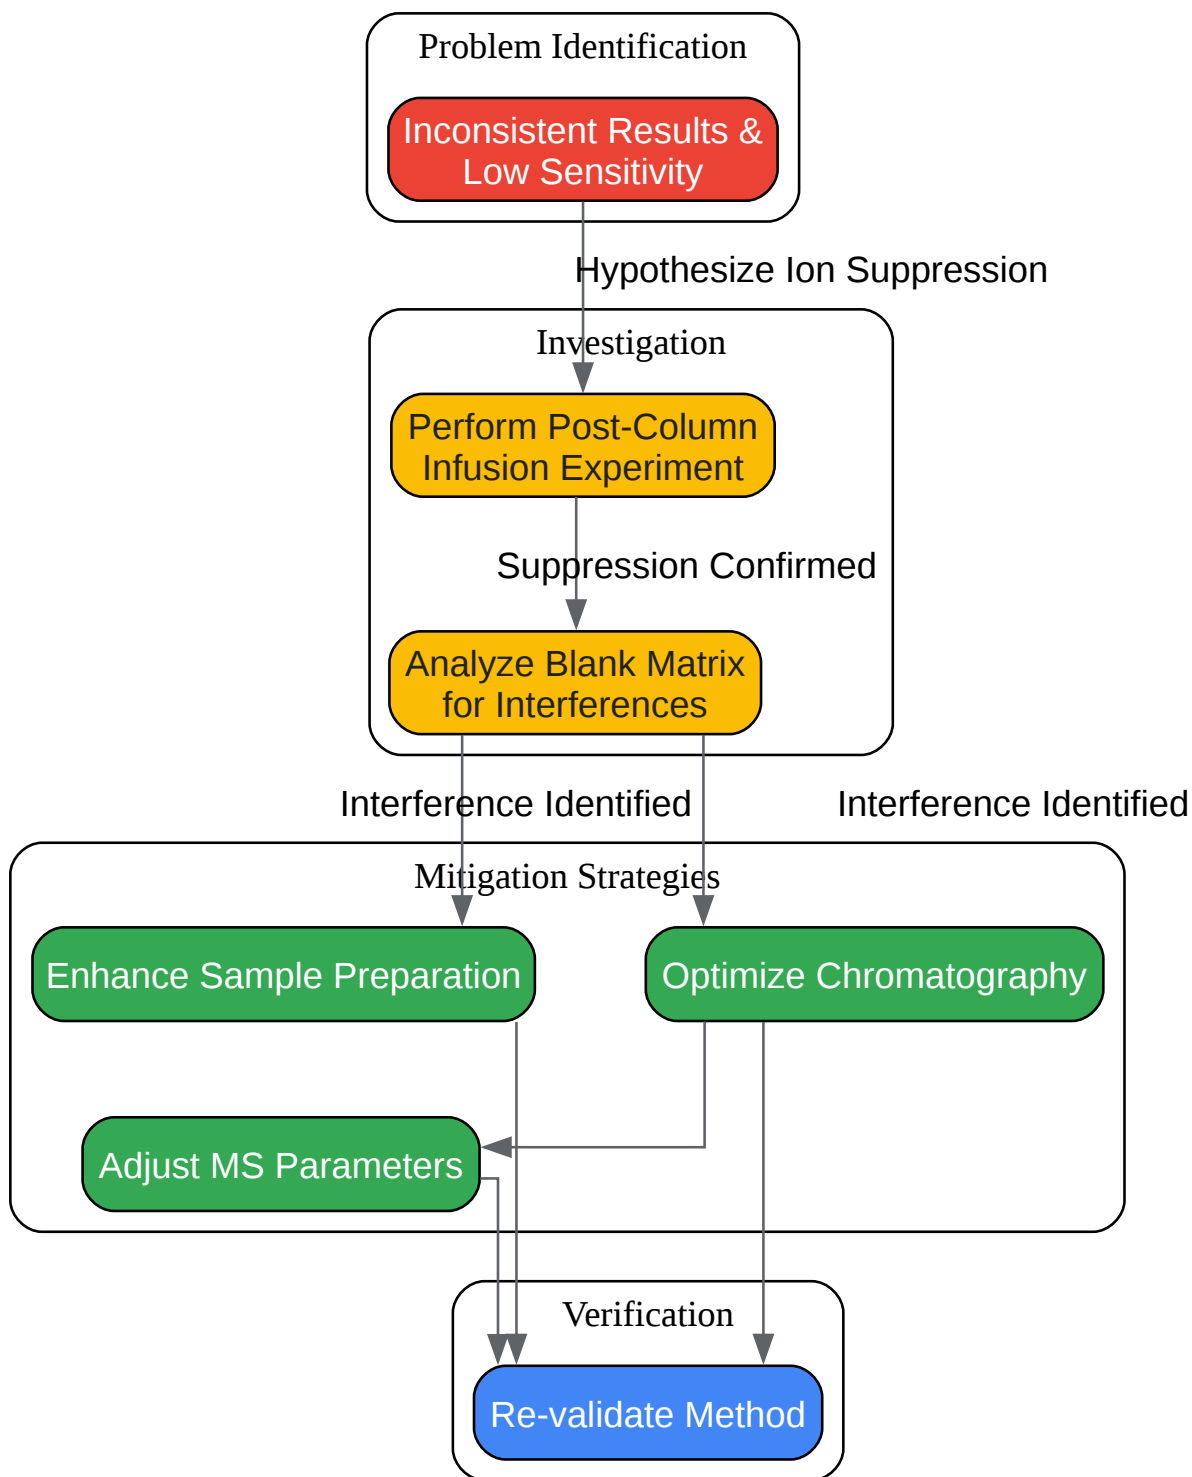 Problem Identification
Inconsistent Results &
Low Sensitivity
Hypothesize Ion Suppression
Investigation
Perform Post-Column
Infusion Experiment
Suppression Confirmed
Analyze Blank Matrix
for Interferences
Interference Identified
Interference Identified
Mitigation Strategies
Enhance Sample Preparation
Optimize Chromatography
Adjust MS Parameters
Verification
Re-validate Method